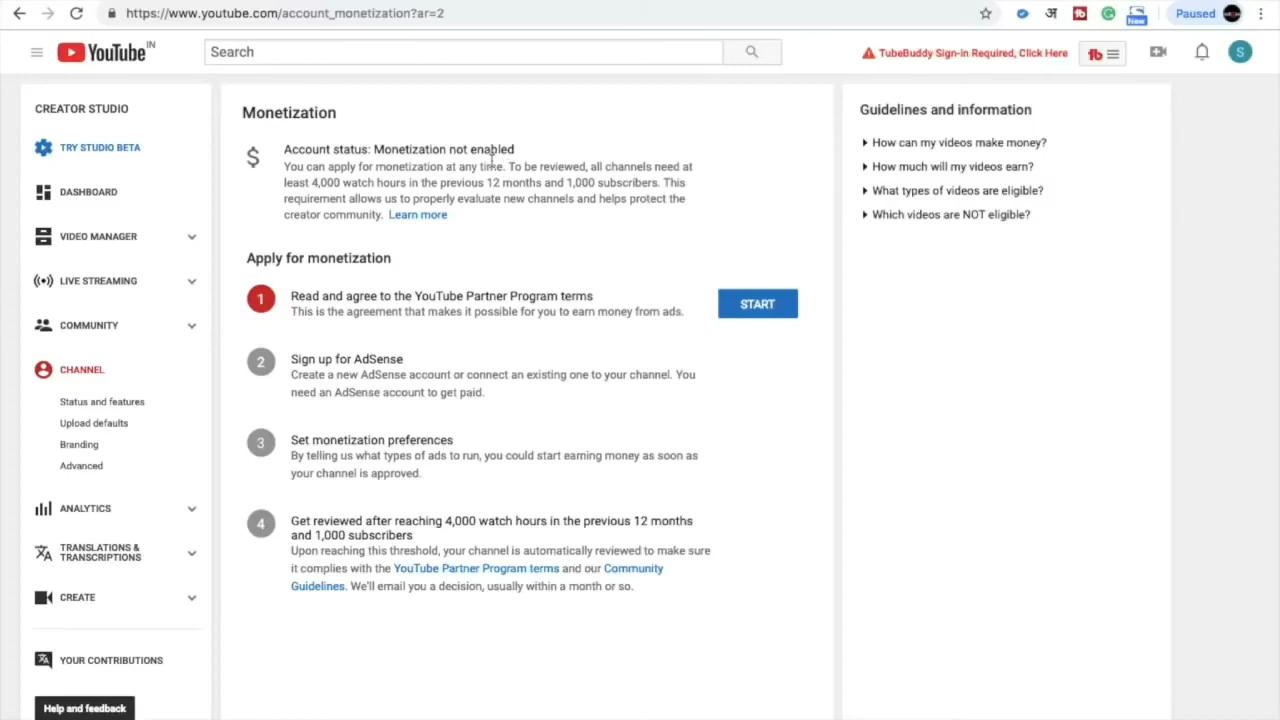 https://www.youtube.com/account_monetization?ar=2
अ
New
Paused
YouTube IN
Search
TubeBuddy Sign-in Required, Click Here
tb
S
CREATOR STUDIO
TRY STUDIO BETA
DASHBOARD
VIDEO MANAGER
LIVE STREAMING
COMMUNITY
CHANNEL
Status and features
Upload defaults
Branding
Advanced
ANALYTICS
TRANSLATIONS &
TRANSCRIPTIONS
CREATE
YOUR CONTRIBUTIONS
Help and feedback
Monetization
$
Account status: Monetization not enabled
You can apply for monetization at any time. To be reviewed, all channels need at
least 4,000 watch hours in the previous 12 months and 1,000 subscribers. This
requirement allows us to properly evaluate new channels and helps protect the
creator community. Learn more
Apply for monetization
1
Read and agree to the YouTube Partner Program terms
This is the agreement that makes it possible for you to earn money from ads.
START
2
Sign up for AdSense
Create a new AdSense account or connect an existing one to your channel. You
need an AdSense account to get paid.
3
Set monetization preferences
By telling us what types of ads to run, you could start earning money as soon as
your channel is approved.
4
Get reviewed after reaching 4,000 watch hours in the previous 12 months
and 1,000 subscribers
Upon reaching this threshold, your channel is automatically reviewed to make sure
it complies with the YouTube Partner Program terms and our Community
Guidelines. We'll email you a decision, usually within a month or so.
Guidelines and information
How can my videos make money?
How much will my videos earn?
What types of videos are eligible?
Which videos are NOT eligible?